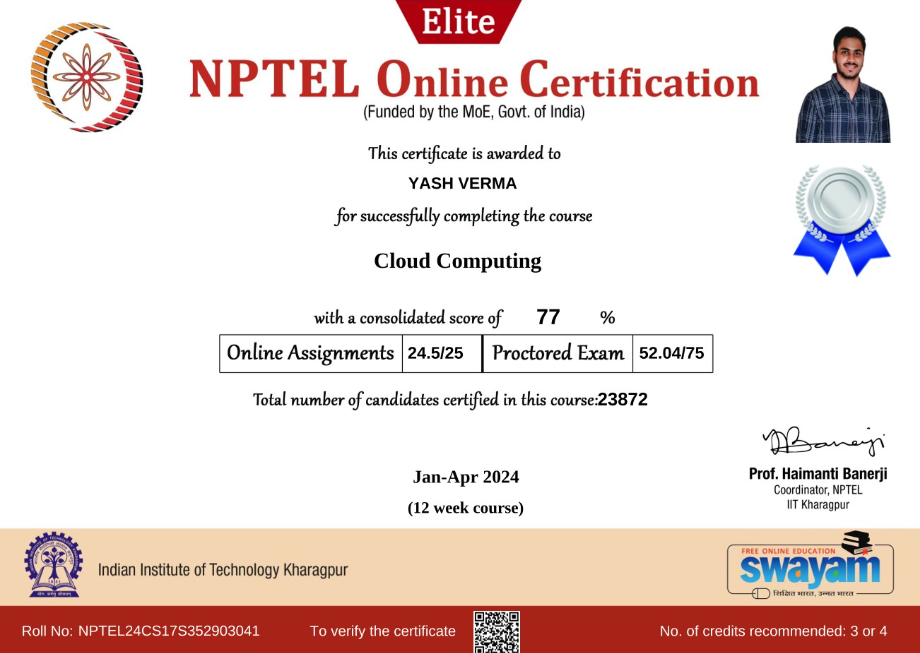 Elite
NPTEL Online Certification
(Funded by the MoE, Govt. of India)
This certificate is awarded to
YASH VERMA
for successfully completing the course
Cloud Computing
with a consolidated score of 77 %
Online Assignments 24.5/25 Proctored Exam 52.04/75
Total number of candidates certified in this course:23872
Jan-Apr 2024
(12 week course)
Prof. Haimanti Banerji
Coordinator, NPTEL
IIT Kharagpur
Indian Institute of Technology Kharagpur
FREE ONLINE EDUCATION
swayam
शिक्षित भारत, उन्नत भारत
Roll No: NPTEL24CS17S352903041 To verify the certificate No. of credits recommended: 3 or 4